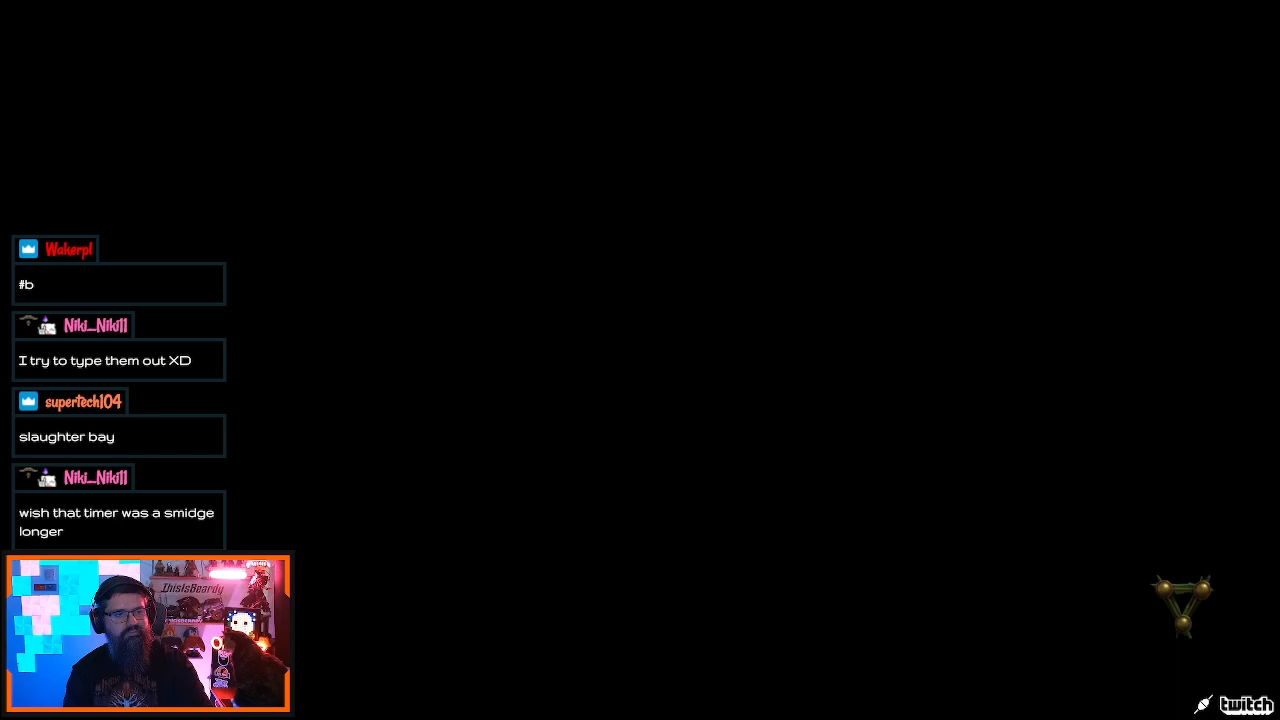 Wakerpl
#b
Niki_Niki11
I try to type them out XD
supertech104
slaughter bay
Niki_Niki11
wish that timer was a smidge
longer
ThisIsBeardy
twitch